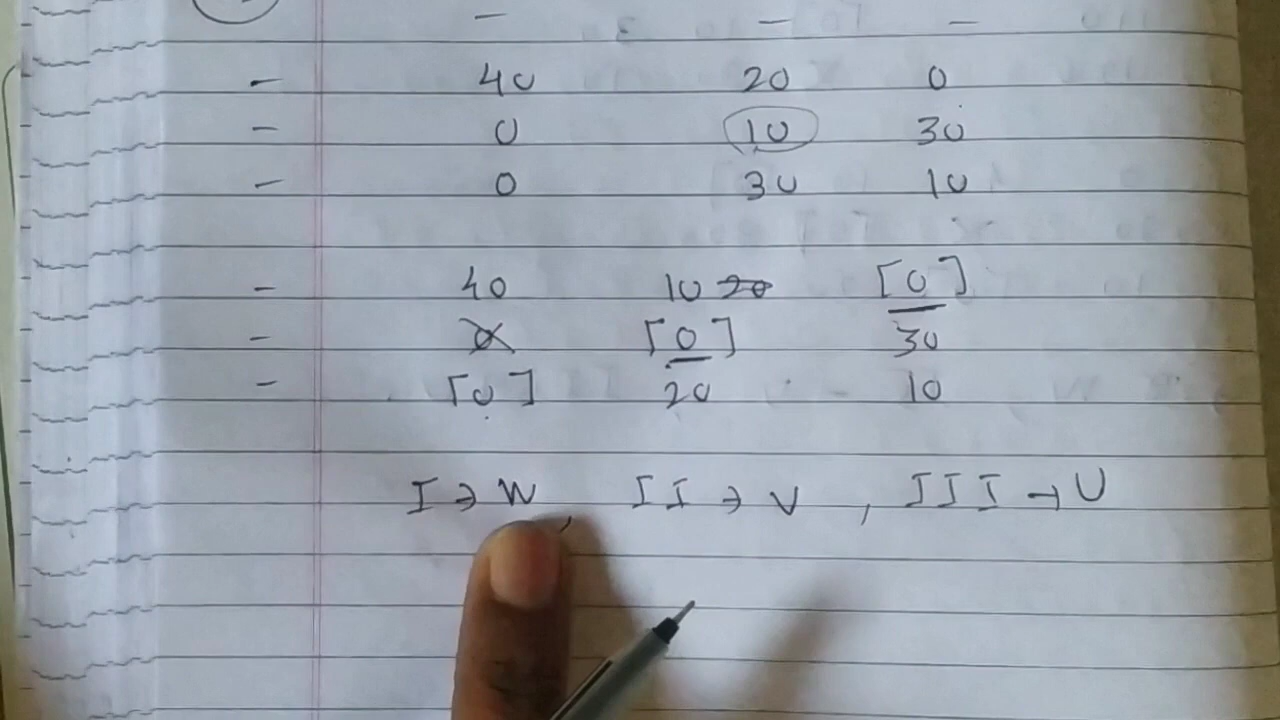 - - -
- 40 20 0
- 0 10 30
- 0 30 10
- 40 10 20 [0]
- 0 [0] 30
- [0] 20 10
I → W, II → V, III → U